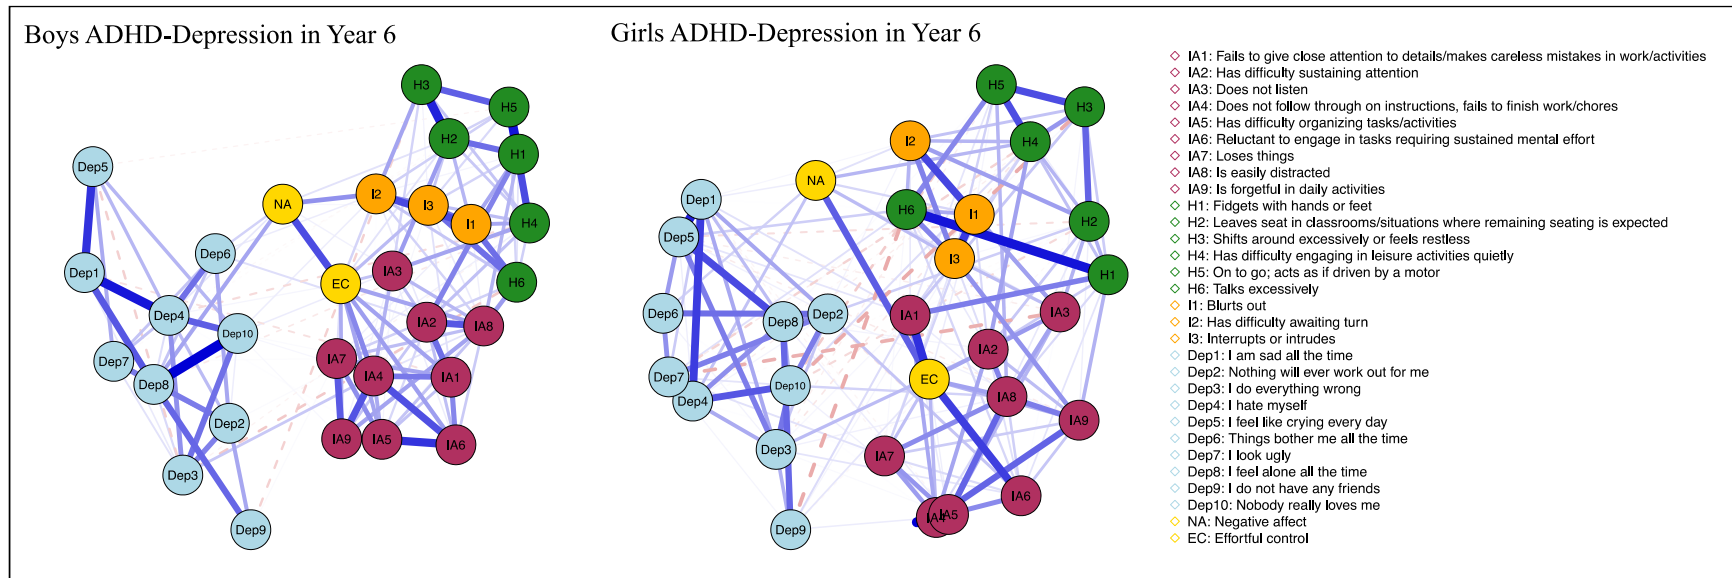 Boys ADHD-Depression in Year 6
H3
H5
H2
H1
Dep5
I2
NA
I3
I1
H4
Dep6
IA3
Dep1
EC
H6
Dep4
IA2
IA8
Dep10
Dep7
IA7
IA4
IA1
Dep8
Dep2
IA9
IA5
IA6
Dep3
Dep9
Girls ADHD-Depression in Year 6
H5
H3
I2
H4
NA
Dep1
H6
I1
H2
Dep5
I3
H1
Dep6
Dep8
Dep2
IA1
IA3
IA2
Dep7
Dep10
EC
Dep4
IA8
IA9
Dep3
IA7
IA6
IA4
IA5
Dep9
IA1: Fails to give close attention to details/makes careless mistakes in work/activities
IA2: Has difficulty sustaining attention
IA3: Does not listen
IA4: Does not follow through on instructions, fails to finish work/chores
IA5: Has difficulty organizing tasks/activities
IA6: Reluctant to engage in tasks requiring sustained mental effort
IA7: Loses things
IA8: Is easily distracted
IA9: Is forgetful in daily activities
H1: Fidgets with hands or feet
H2: Leaves seat in classrooms/situations where remaining seating is expected
H3: Shifts around excessively or feels restless
H4: Has difficulty engaging in leisure activities quietly
H5: On to go; acts as if driven by a motor
H6: Talks excessively
I1: Blurts out
I2: Has difficulty awaiting turn
I3: Interrupts or intrudes
Dep1: I am sad all the time
Dep2: Nothing will ever work out for me
Dep3: I do everything wrong
Dep4: I hate myself
Dep5: I feel like crying every day
Dep6: Things bother me all the time
Dep7: I look ugly
Dep8: I feel alone all the time
Dep9: I do not have any friends
Dep10: Nobody really loves me
NA: Negative affect
EC: Effortful control